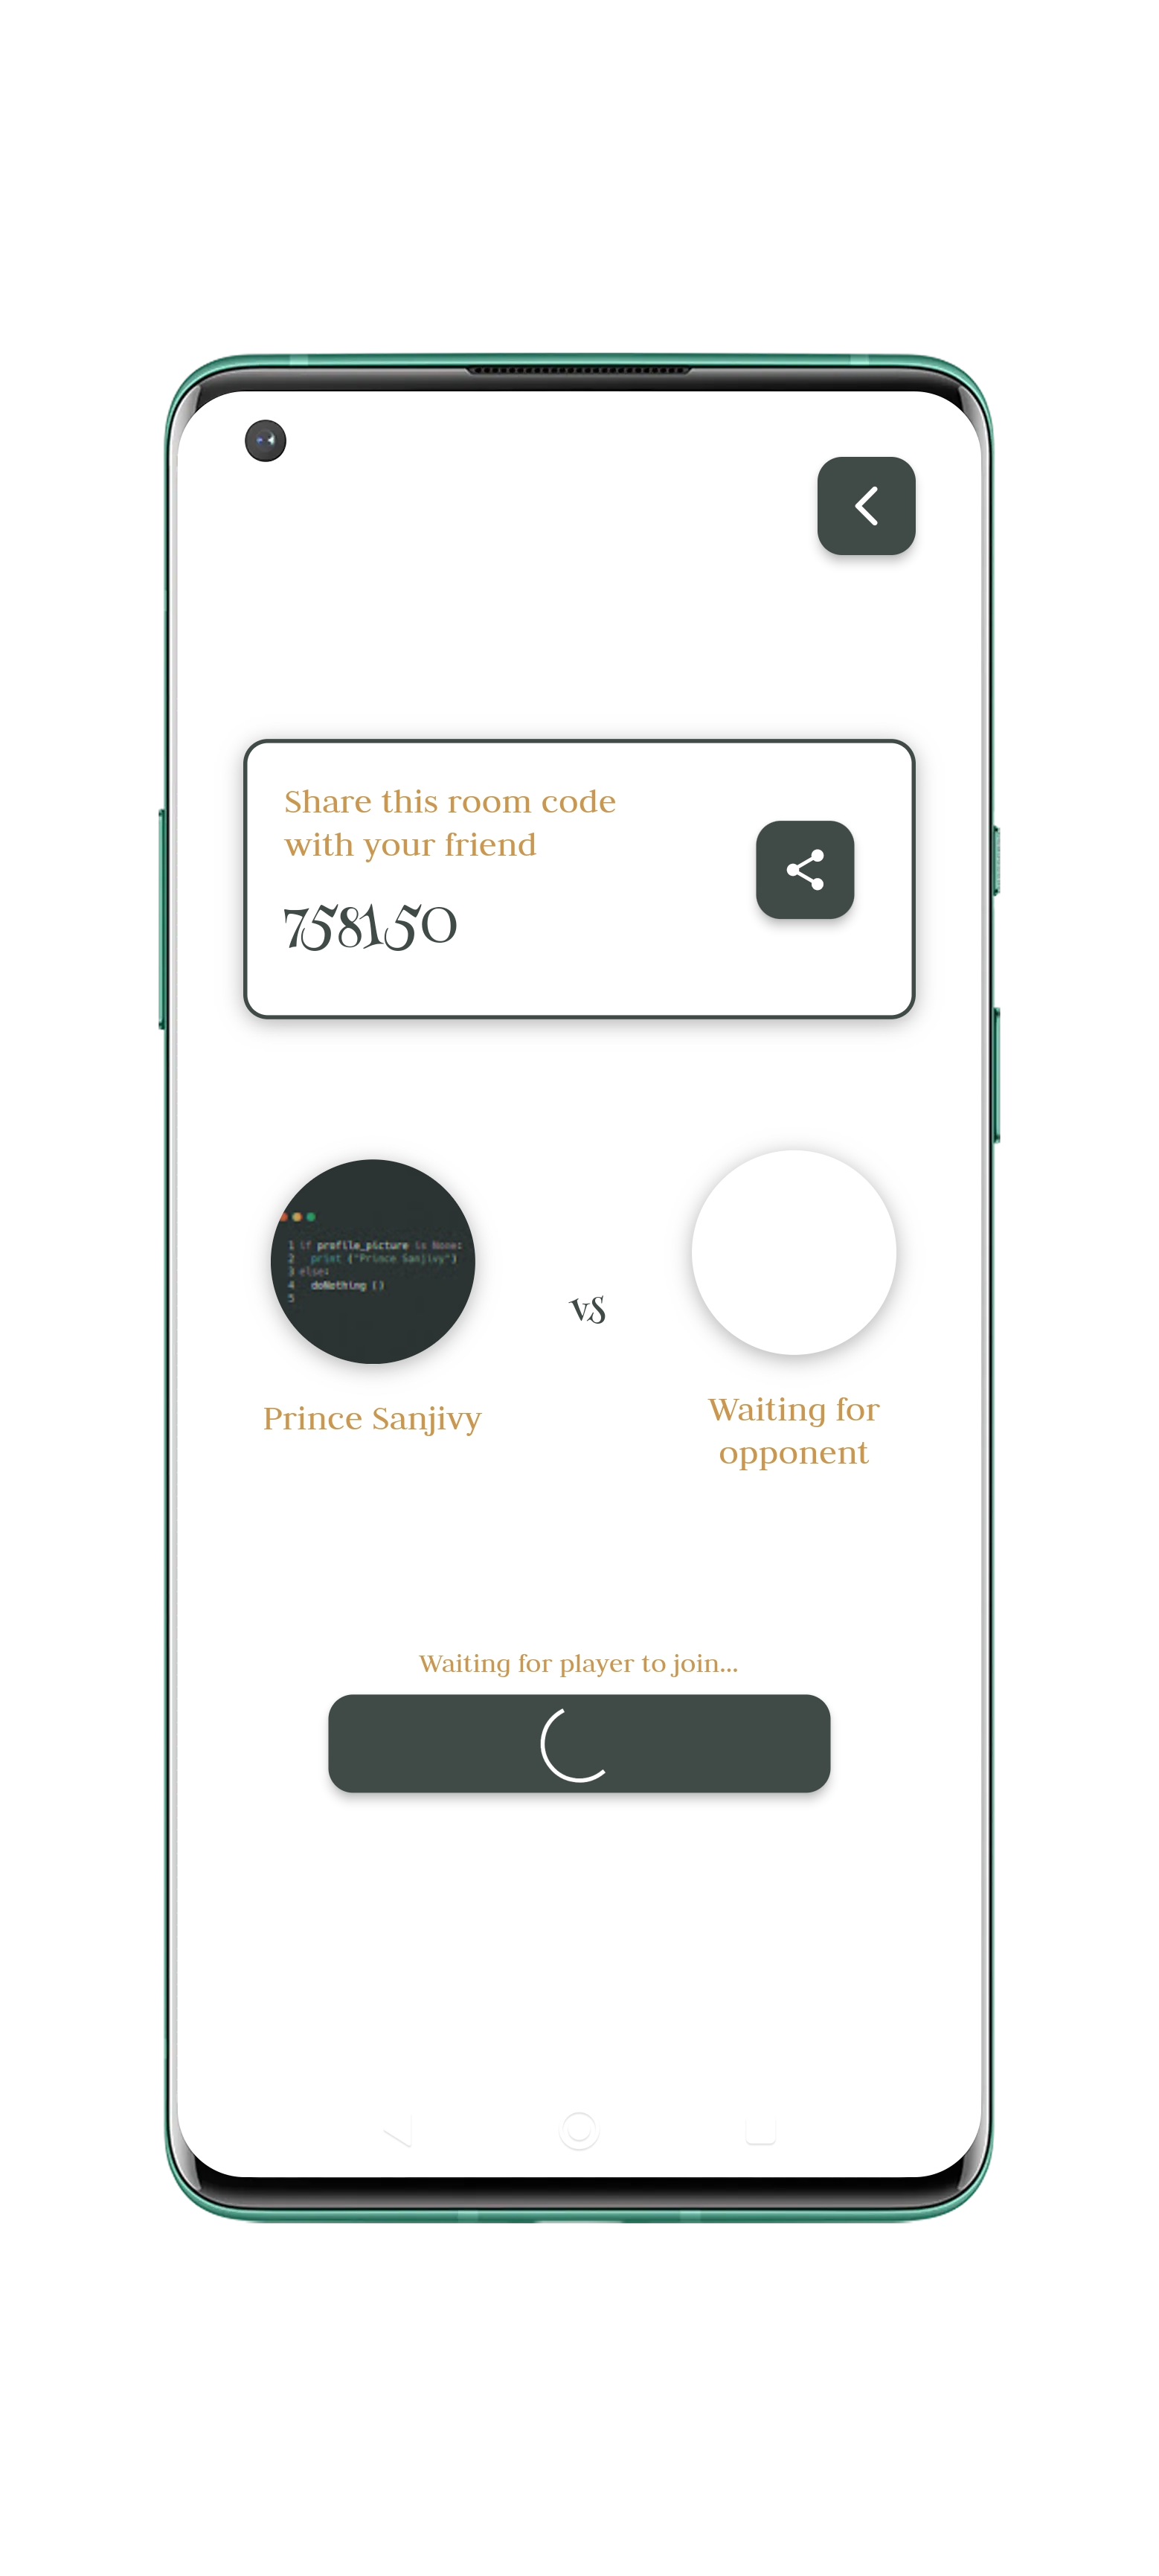 Share this room code
with your friend
758150
1 if profile_picture is None:
2 print ("Prince Sanjivy")
3 else:
4 doNothing ()
5
vs
Prince Sanjivy
Waiting for
opponent
Waiting for player to join...